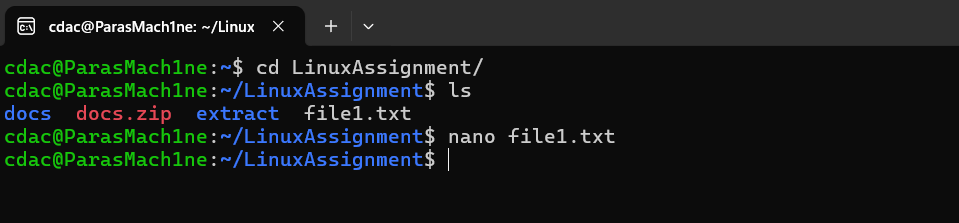 cdac@ParasMach1ne: ~/Linux
cdac@ParasMach1ne:~$ cd LinuxAssignment/
cdac@ParasMach1ne:~/LinuxAssignment$ ls
docs  docs.zip  extract  file1.txt
cdac@ParasMach1ne:~/LinuxAssignment$ nano file1.txt
cdac@ParasMach1ne:~/LinuxAssignment$